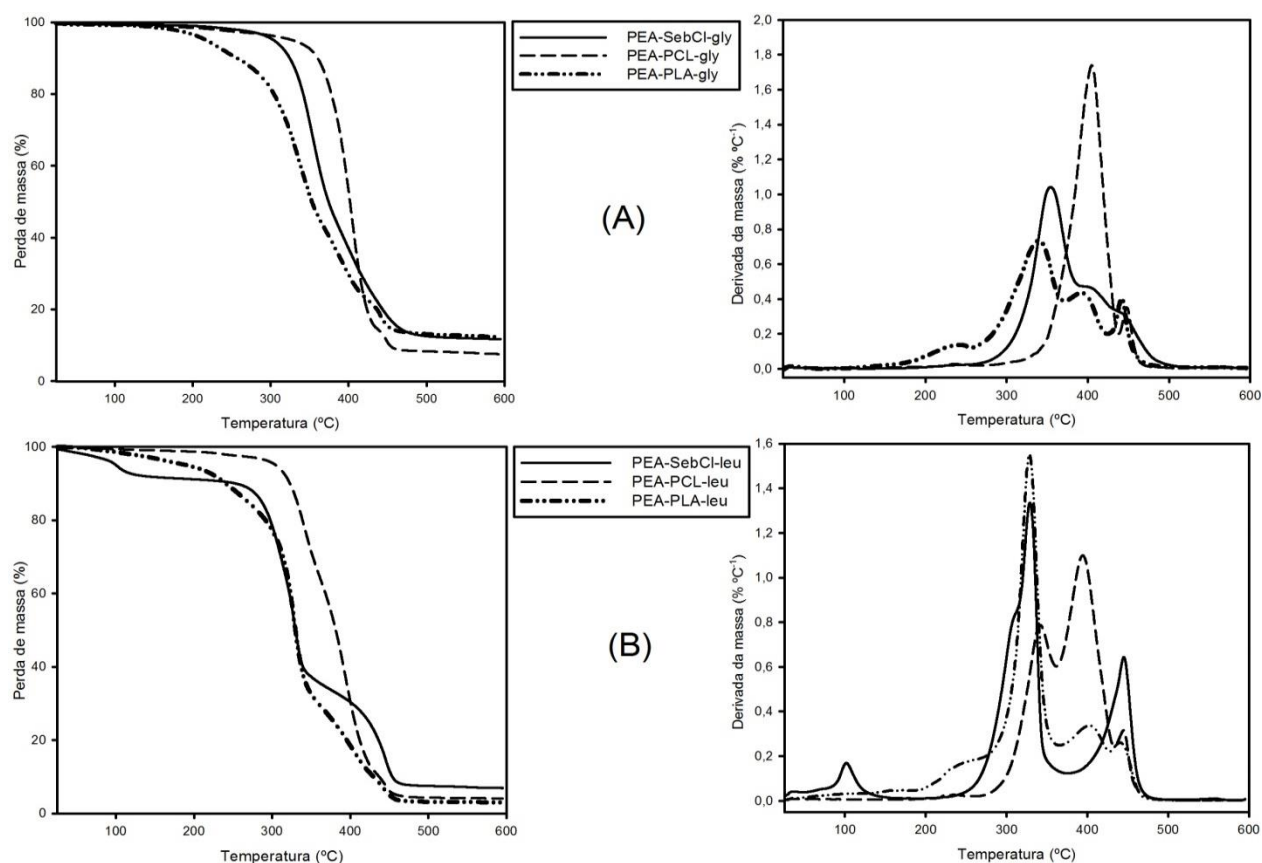 100
80
60
40
20
0
Perda de massa (%)
100 200 300 400 500 600
Temperatura (ºC)
PEA-SebCl-gly
PEA-PCL-gly
PEA-PLA-gly
(A)
2,0
1,8
1,6
1,4
1,2
1,0
0,8
0,6
0,4
0,2
0,0
Derivada da massa (% ºC⁻¹)
100 200 300 400 500 600
Temperatura (ºC)
100
80
60
40
20
0
Perda de massa (%)
100 200 300 400 500 600
Temperatura (ºC)
PEA-SebCl-leu
PEA-PCL-leu
PEA-PLA-leu
(B)
1,6
1,4
1,2
1,0
0,8
0,6
0,4
0,2
0,0
Derivada da massa (% ºC⁻¹)
100 200 300 400 500 600
Temperatura (ºC)